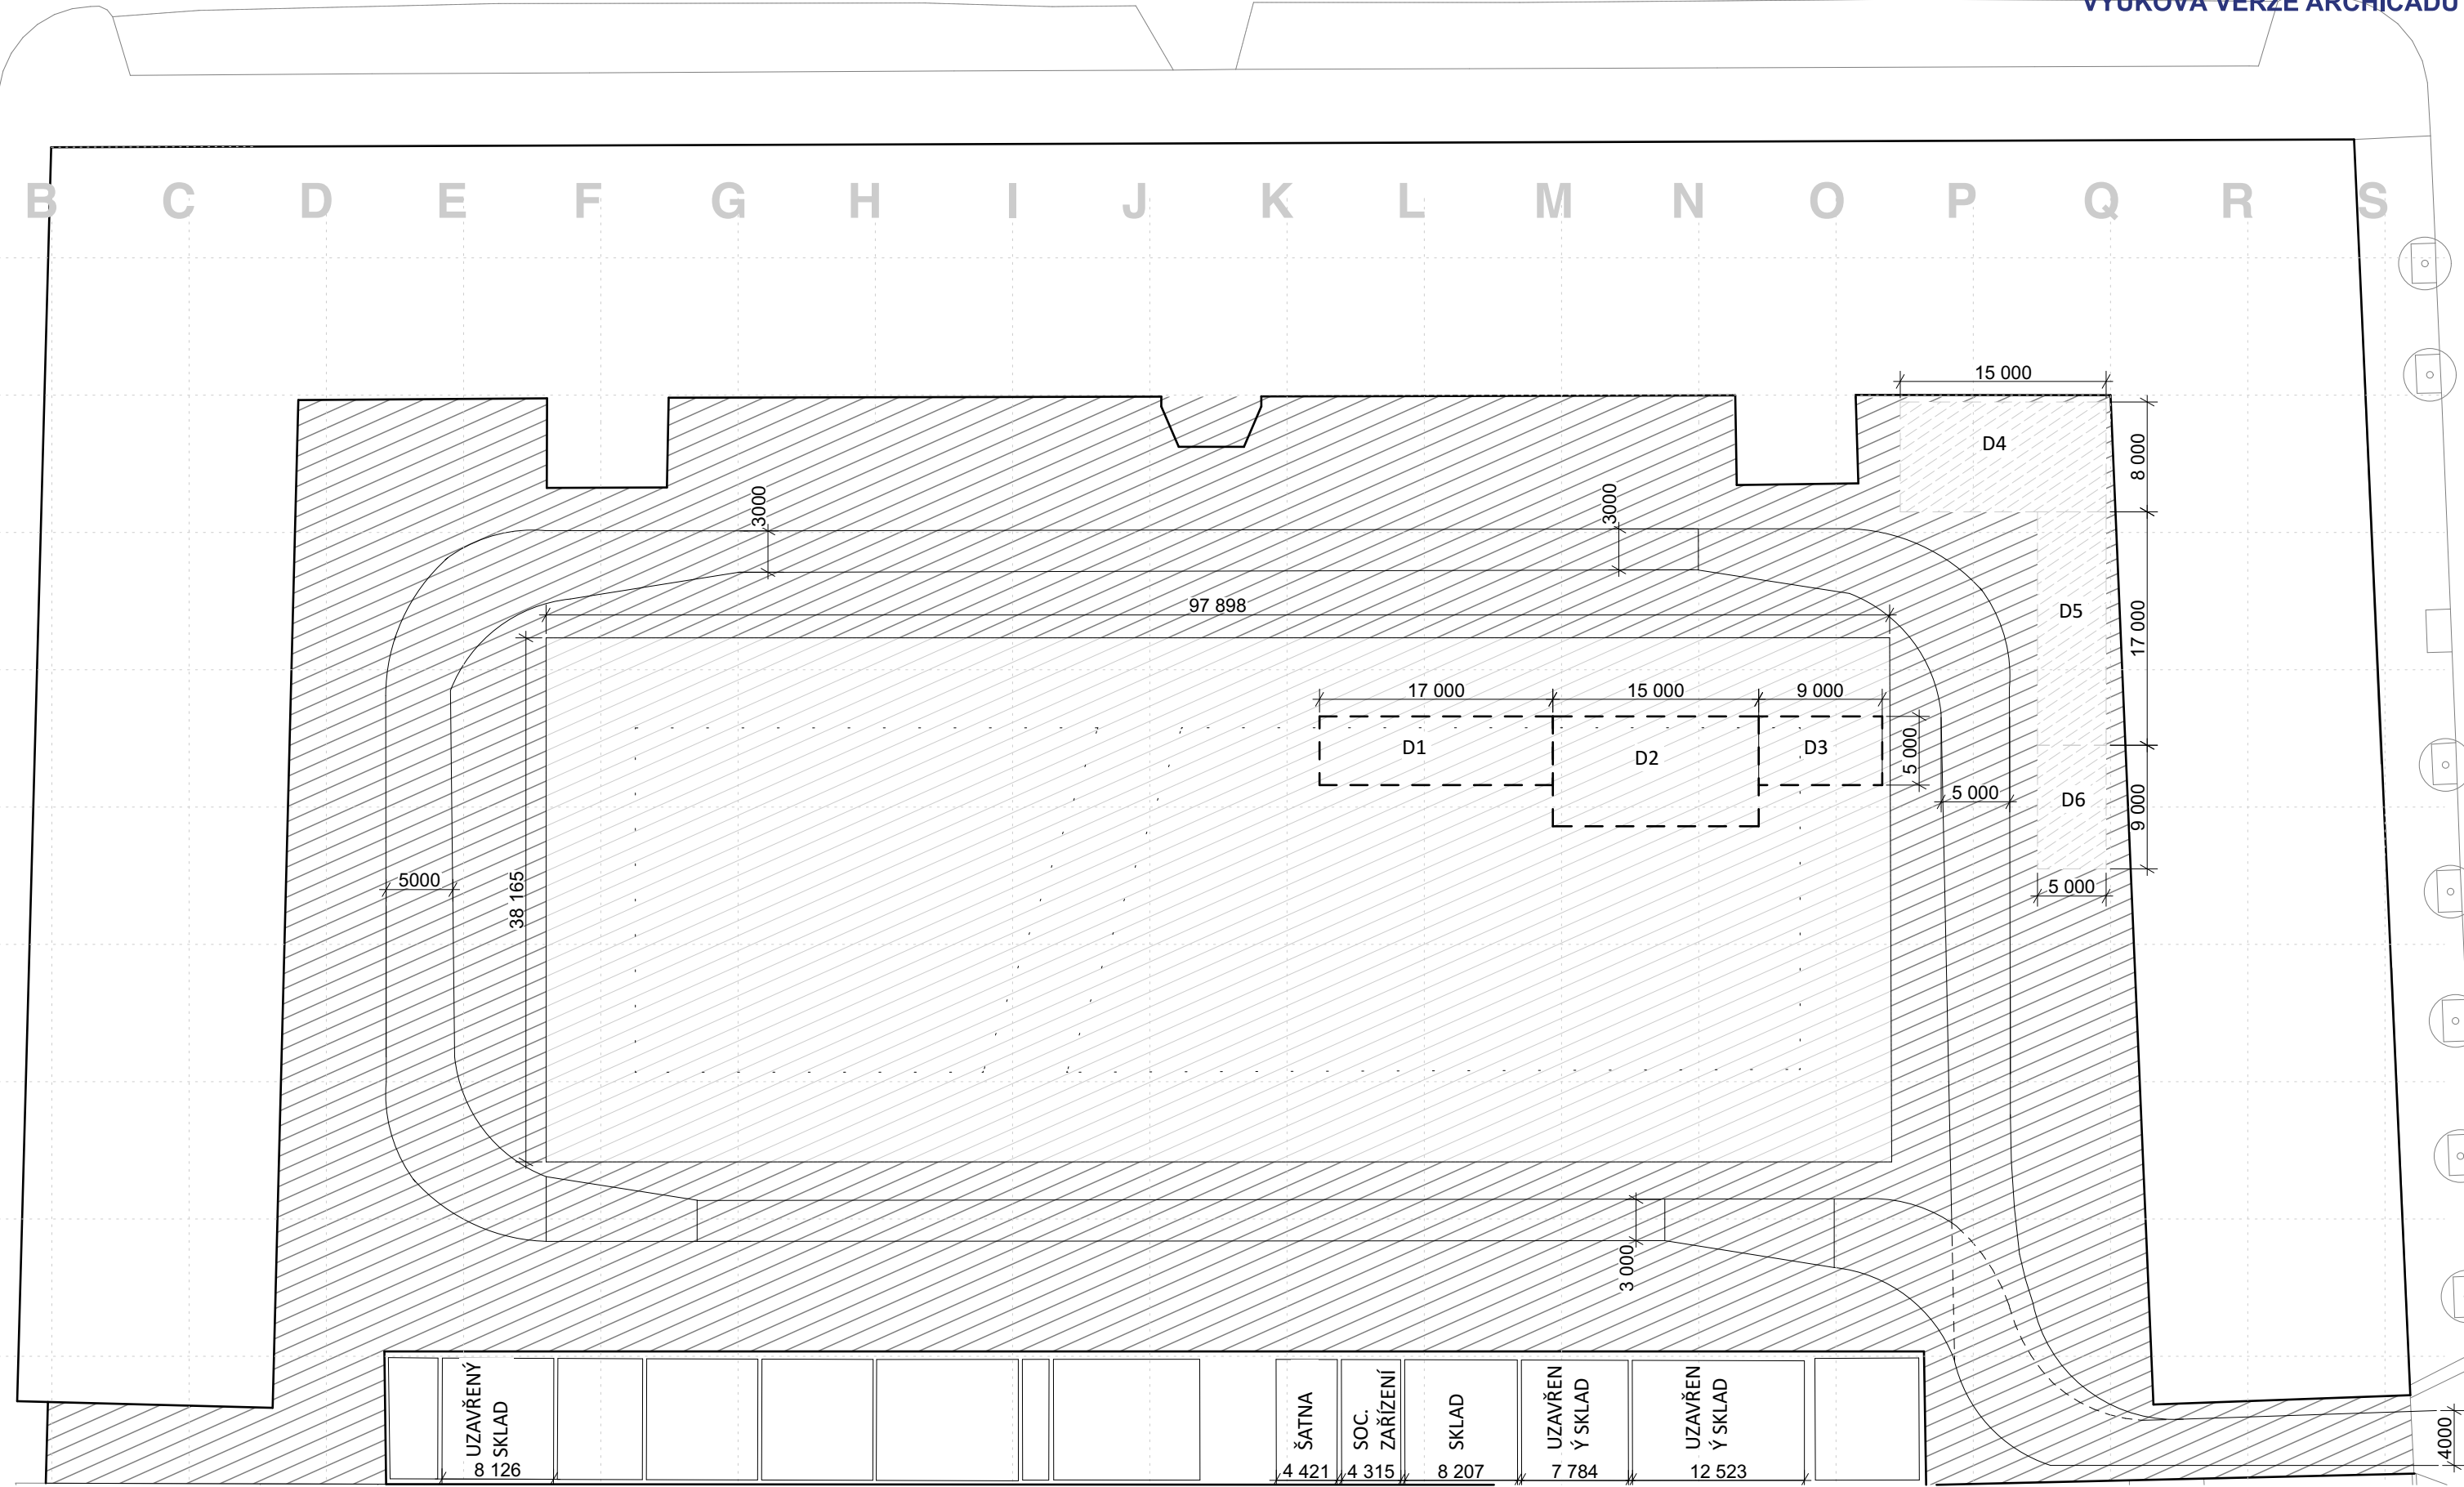 VÝUKOVÁ VERZE ARCHICADU
B C D E F G H I J K L M N O P Q R S
15 000
D4
8 000
3000
3000
97 898
D5
17 000
17 000
15 000
9 000
D1
D2
D3
5 000
5 000
D6
9 000
5000
38 165
5 000
3 000
UZAVŘENÝ
SKLAD
8 126
ŠATNA
4 421
SOC.
ZAŘÍZENÍ
4 315
SKLAD
8 207
UZAVŘEN
Ý SKLAD
7 784
UZAVŘEN
Ý SKLAD
12 523
4000